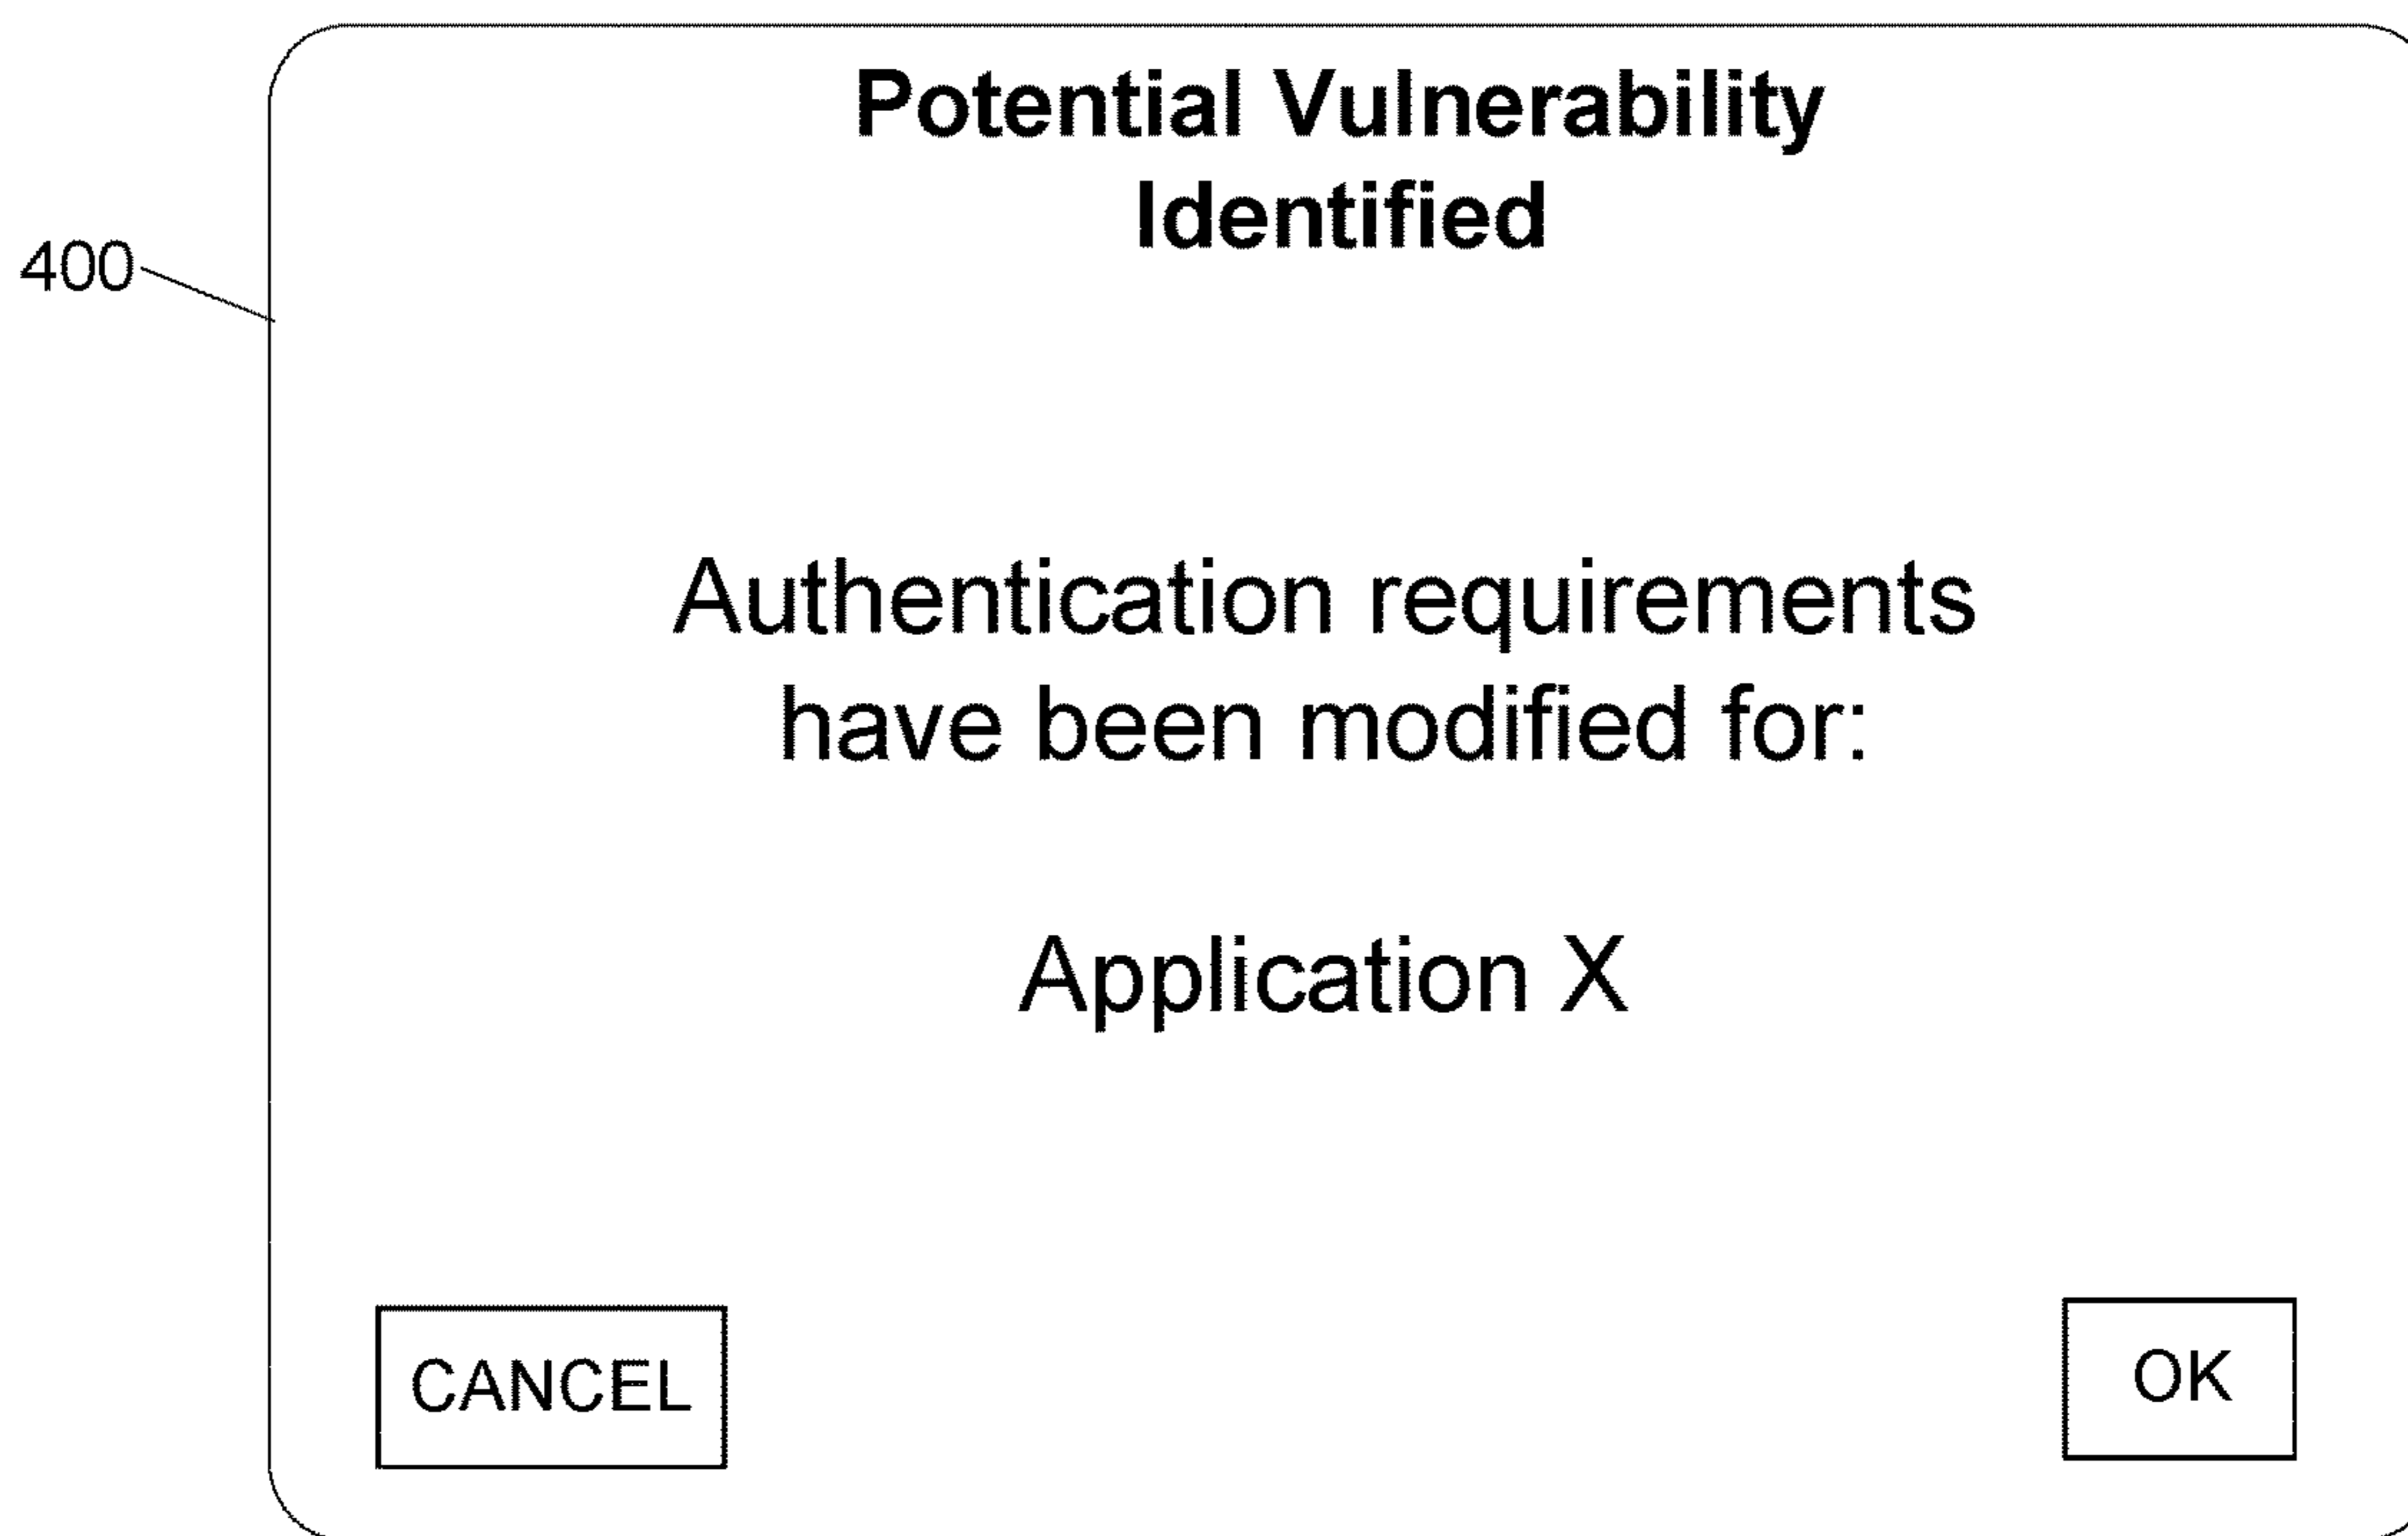 Potential Vulnerability
Identified
400
Authentication requirements
have been modified for:
Application X
CANCEL
OK